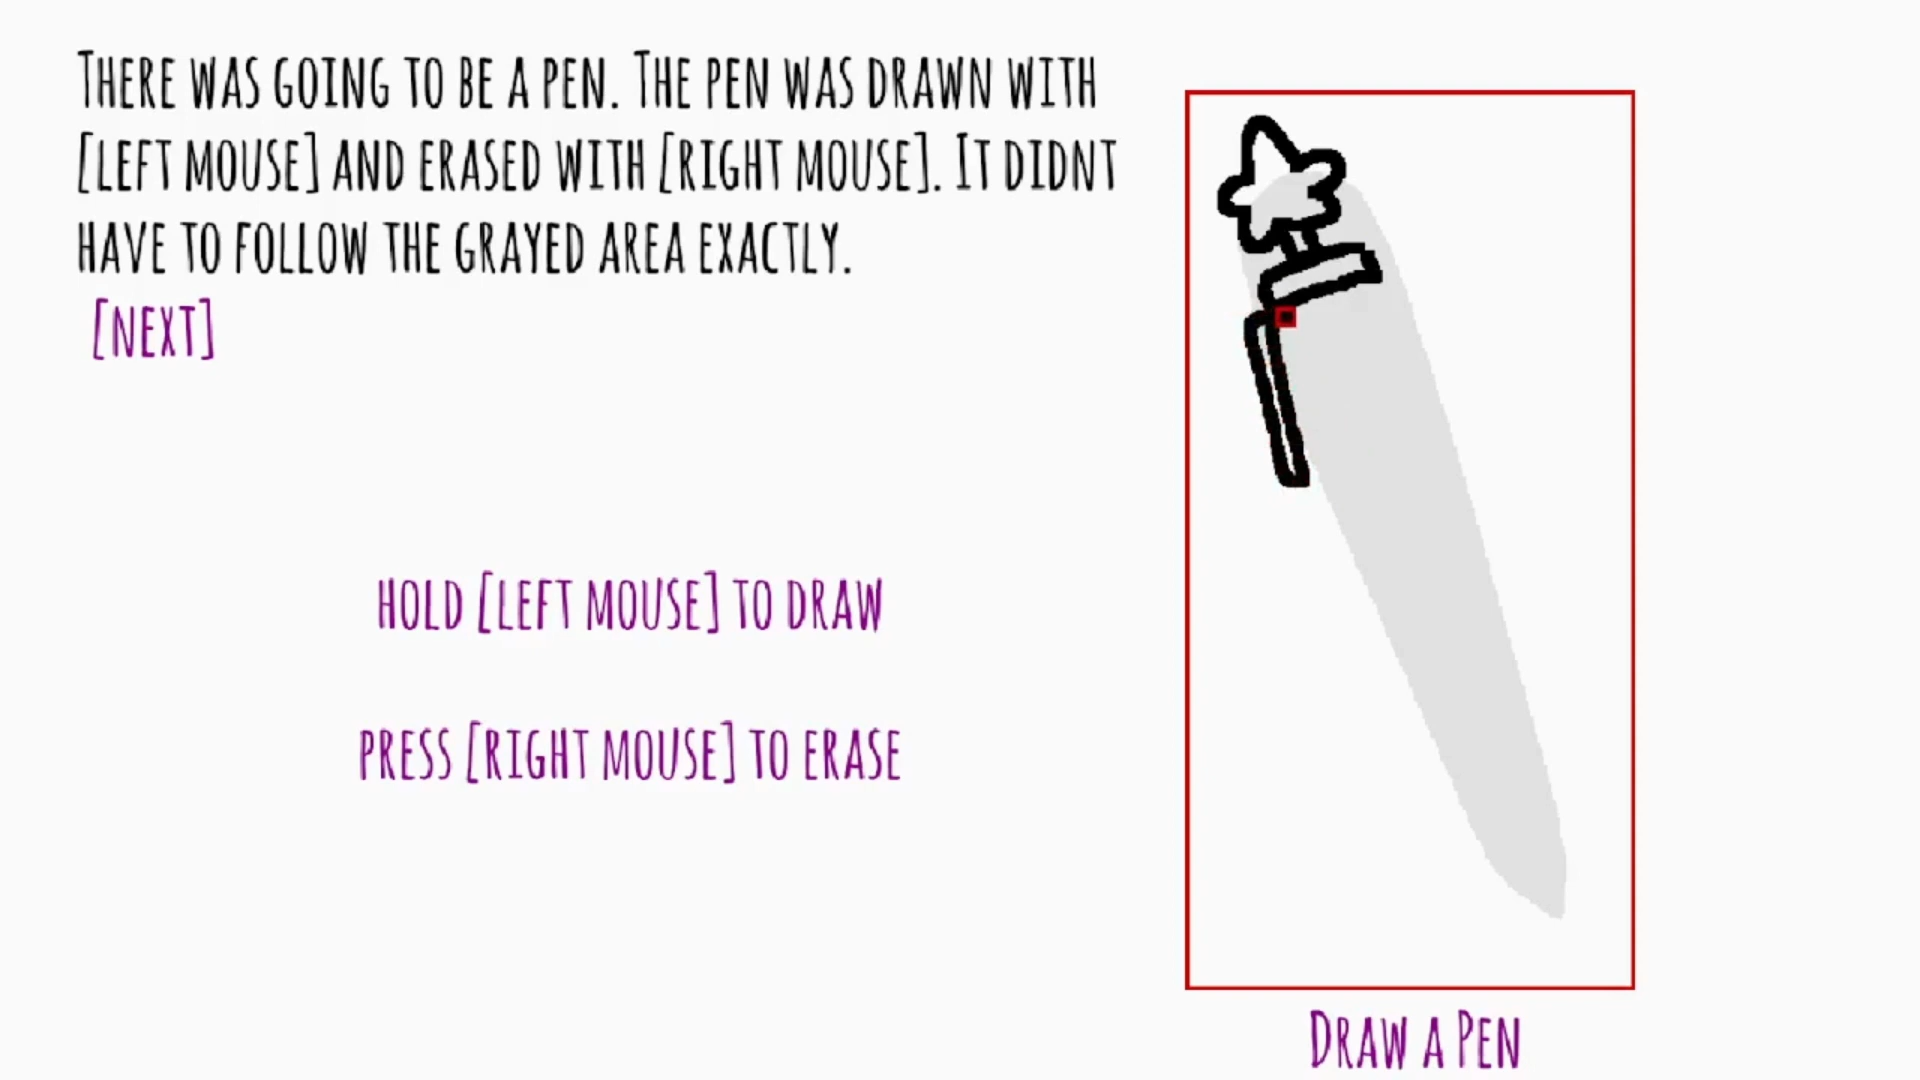 There was going to be a pen. The pen was drawn with
[left mouse] and erased with [right mouse]. It didnt
have to follow the grayed area exactly.
[next]
hold [left mouse] to draw
press [right mouse] to erase
Draw a Pen